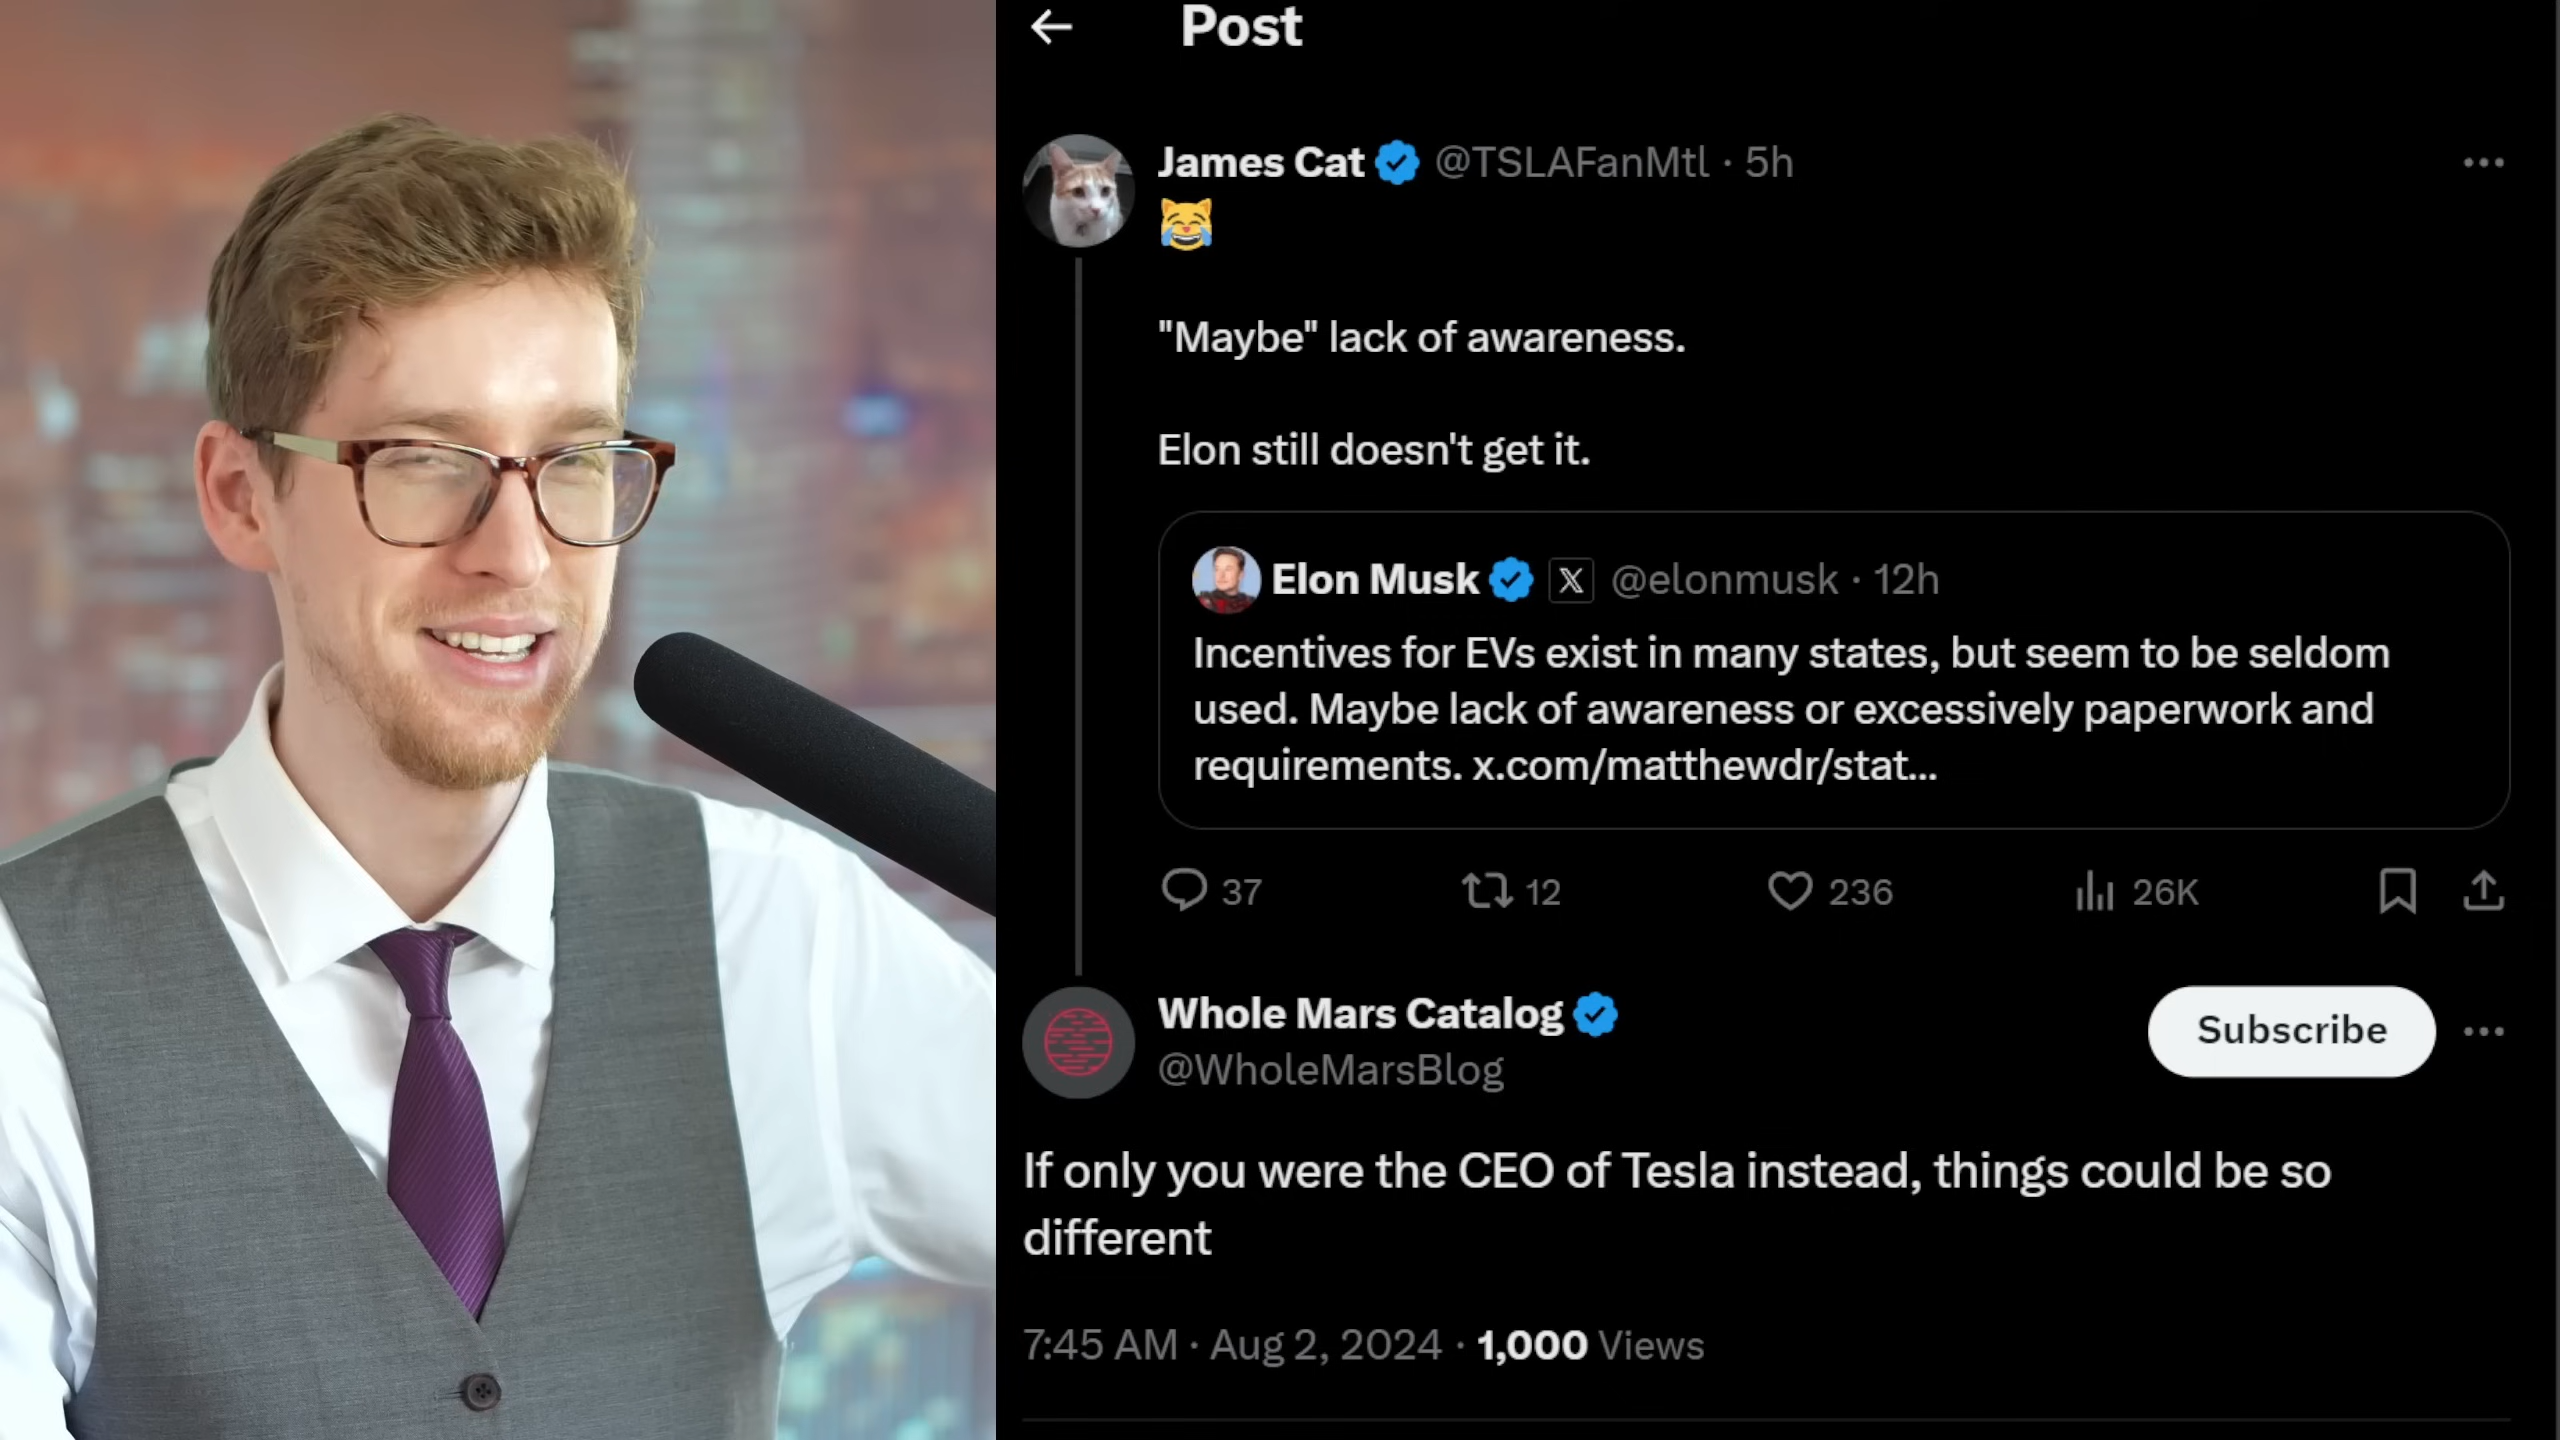 Post
James Cat @TSLAFanMtl · 5h
😹
"Maybe" lack of awareness.
Elon still doesn't get it.
Elon Musk X @elonmusk · 12h
Incentives for EVs exist in many states, but seem to be seldom
used. Maybe lack of awareness or excessively paperwork and
requirements. x.com/matthewdr/stat...
37 12 236 26K
Whole Mars Catalog
@WholeMarsBlog
Subscribe
If only you were the CEO of Tesla instead, things could be so
different
7:45 AM · Aug 2, 2024 · 1,000 Views